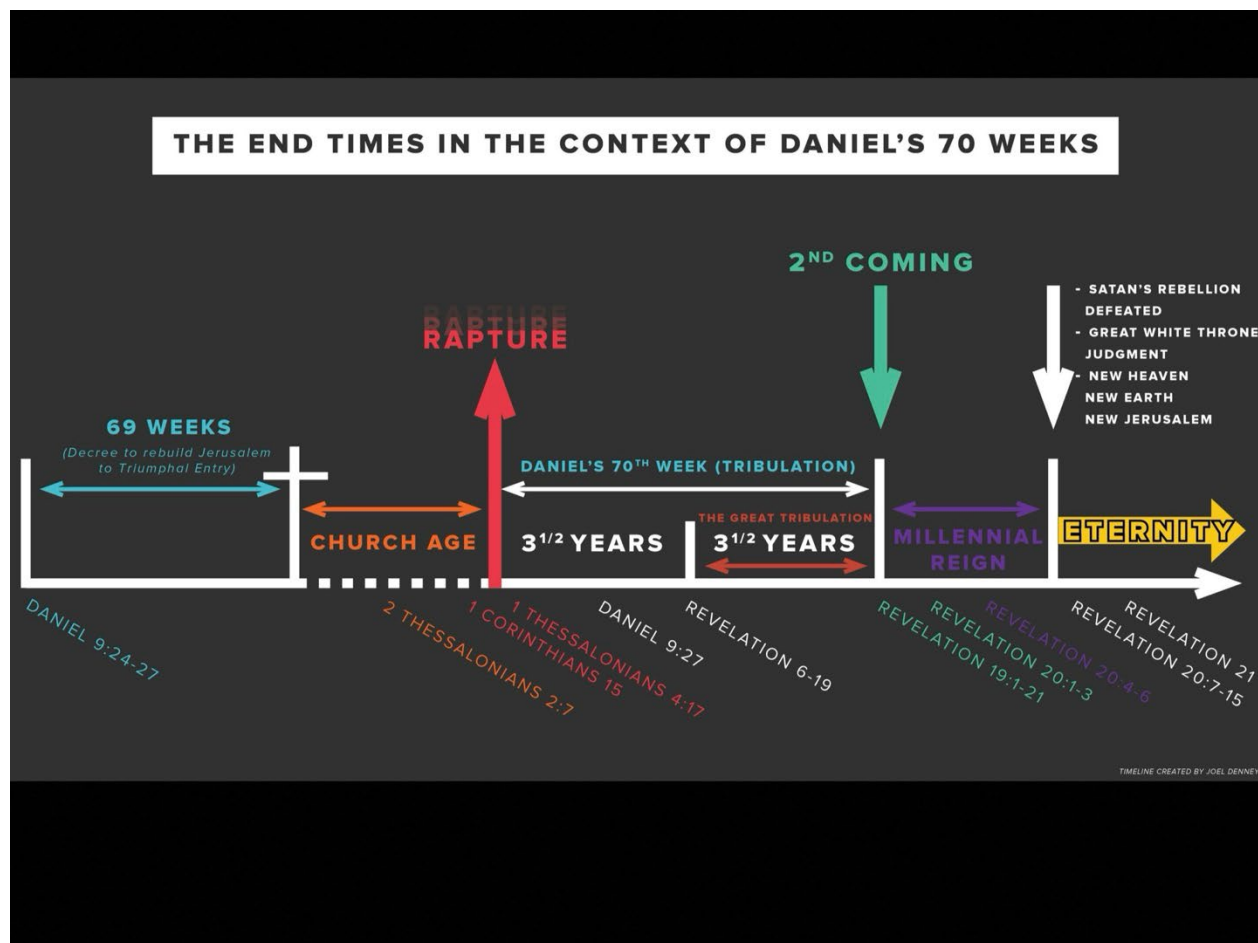 THE END TIMES IN THE CONTEXT OF DANIEL'S 70 WEEKS
2ND COMING
- SATAN'S REBELLION
DEFEATED
- GREAT WHITE THRONE
JUDGMENT
- NEW HEAVEN
NEW EARTH
NEW JERUSALEM
RAPTURE
RAPTURE
69 WEEKS
(Decree to rebuild Jerusalem
to Triumphal Entry)
DANIEL'S 70TH WEEK (TRIBULATION)
CHURCH AGE
31/2 YEARS
THE GREAT TRIBULATION
31/2 YEARS
MILLENNIAL
REIGN
ETERNITY
DANIEL 9:24-27
2 THESSALONIANS 2:7
1 CORINTHIANS 15
1 THESSALONIANS 4:17
DANIEL 9:27
REVELATION 6-19
REVELATION 19:1-21
REVELATION 20:1-3
REVELATION 20:4-6
REVELATION 20:7-15
REVELATION 21
TIMELINE CREATED BY JOEL DENNEY